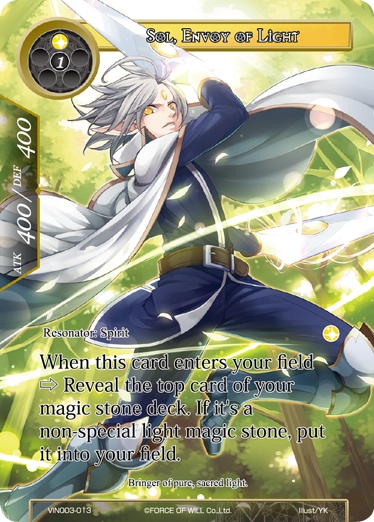 Sol, Envoy of Light
1
ATK 400 / DEF 400
Resonator: Spirit
When this card enters your field
⇨ Reveal the top card of your
magic stone deck. If it's a
non-special light magic stone, put
it into your field.
Bringer of pure, sacred light.
VIN003-013 ©FORCE OF WILL Co.,Ltd. Illust/YK